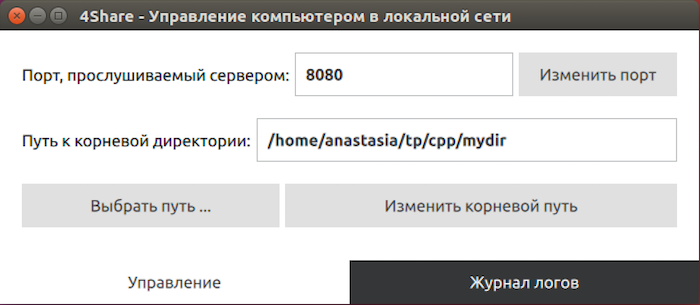 4Share - Управление компьютером в локальной сети
Порт, прослушиваемый сервером: 8080 Изменить порт
Путь к корневой директории: /home/anastasia/tp/cpp/mydir
Выбрать путь ... Изменить корневой путь
Управление Журнал логов